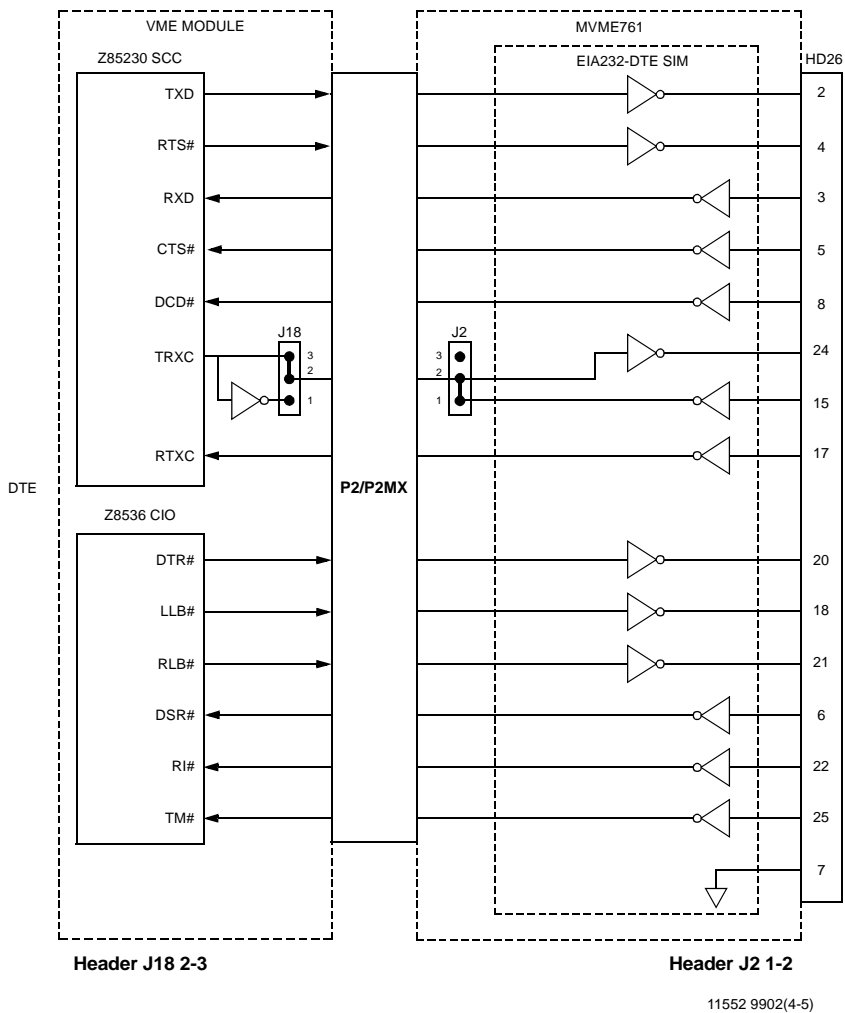 VME MODULE
MVME761
Z85230 SCC
EIA232-DTE SIM
HD26
TXD
2
RTS#
4
RXD
3
CTS#
5
DCD#
8
J18
J2
TRXC
3
2
1
3
2
1
24
15
RTXC
17
DTE
P2/P2MX
Z8536 CIO
DTR#
20
LLB#
18
RLB#
21
DSR#
6
RI#
22
TM#
25
7
Header J18 2-3
Header J2 1-2
11552 9902(4-5)